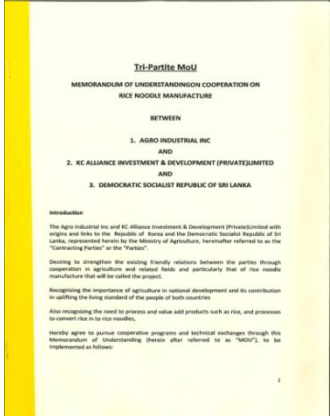 Tri-Partite MoU
MEMORANDUM OF UNDERSTANDINGON COOPERATION ON
RICE NOODLE MANUFACTURE
BETWEEN
1. AGRO INDUSTRIAL INC
AND
2. KC ALLIANCE INVESTMENT & DEVELOPMENT (PRIVATE)LIMITED
AND
3. DEMOCRATIC SOCIALIST REPUBLIC OF SRI LANKA
Introduction
The Agro Industrial Inc and KC Alliance Investment & Development (Private)Limited with
origins and links to the Republic of Korea and the Democratic Socialist Republic of Sri
Lanka, represented herein by the Ministry of Agriculture, hereinafter referred to as the
"Contracting Parties" or the "Parties".
Desiring to strengthen the existing friendly relations between the parties through
cooperation in agriculture and related fields and particularly that of rice noodle
manufacture that will be called the project.
Recognizing the importance of agriculture in national development and its contribution
in uplifting the living standard of the people of both countries
Also recognizing the need to process and value add products such as rice, and processes
to convert rice in to rice noodles,
Hereby agree to pursue cooperative programs and technical exchanges through this
Memorandum of Understanding (herein after referred to as "MOU"), to be
implemented as follows:
1